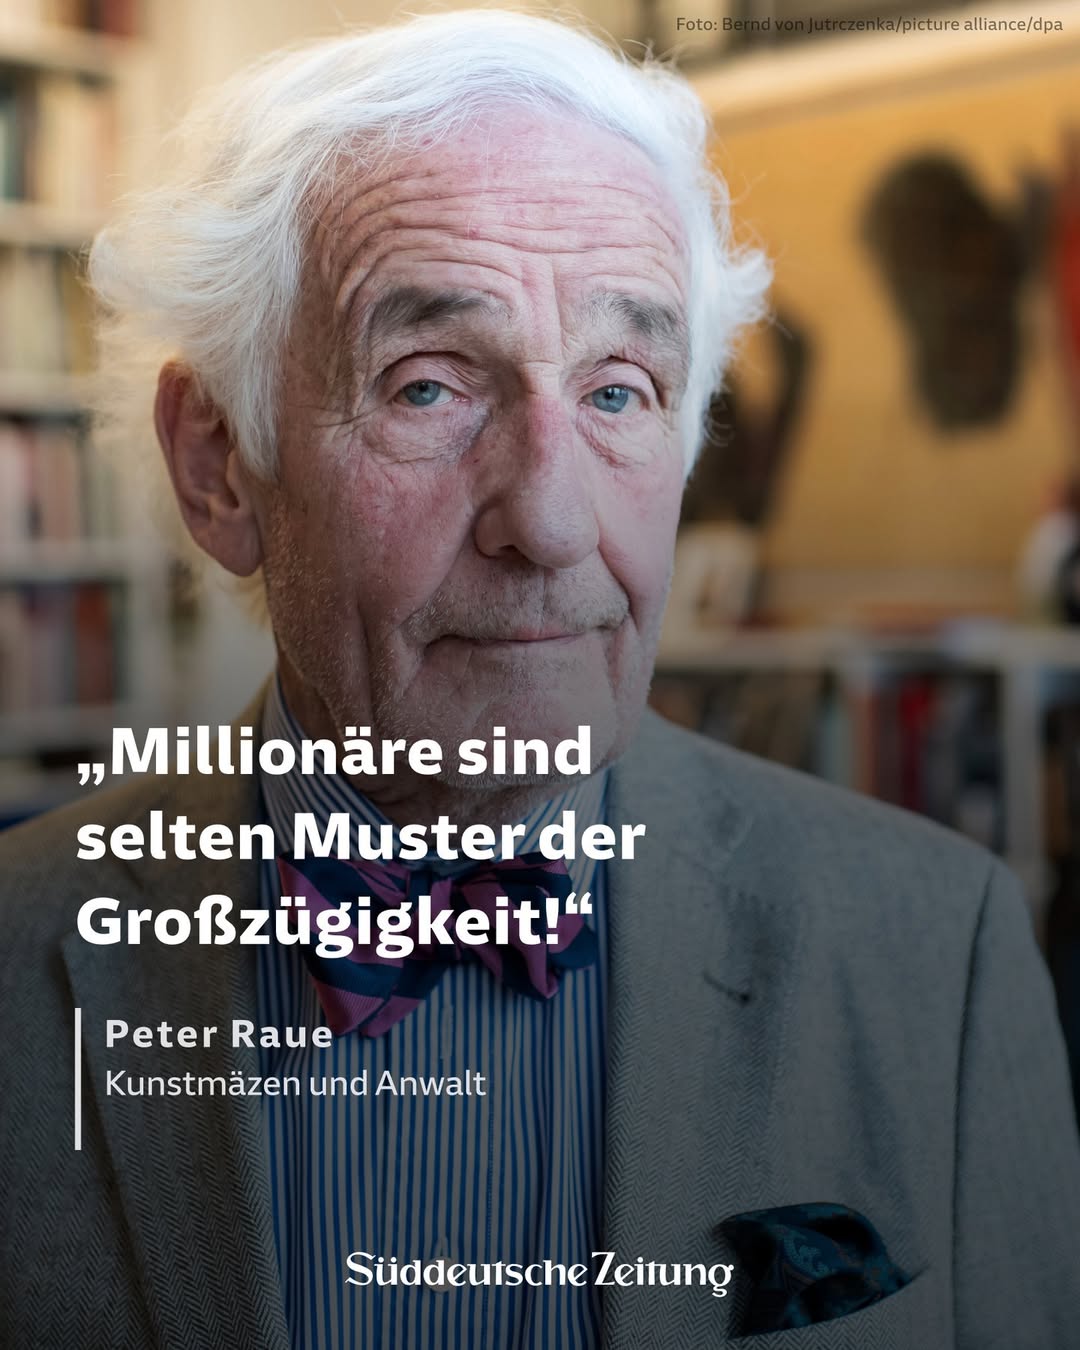 Foto: Bernd von Jutrczenka/picture alliance/dpa
„Millionäre sind
selten Muster der
Großzügigkeit!“
Peter Raue
Kunstmäzen und Anwalt
Süddeutsche Zeitung